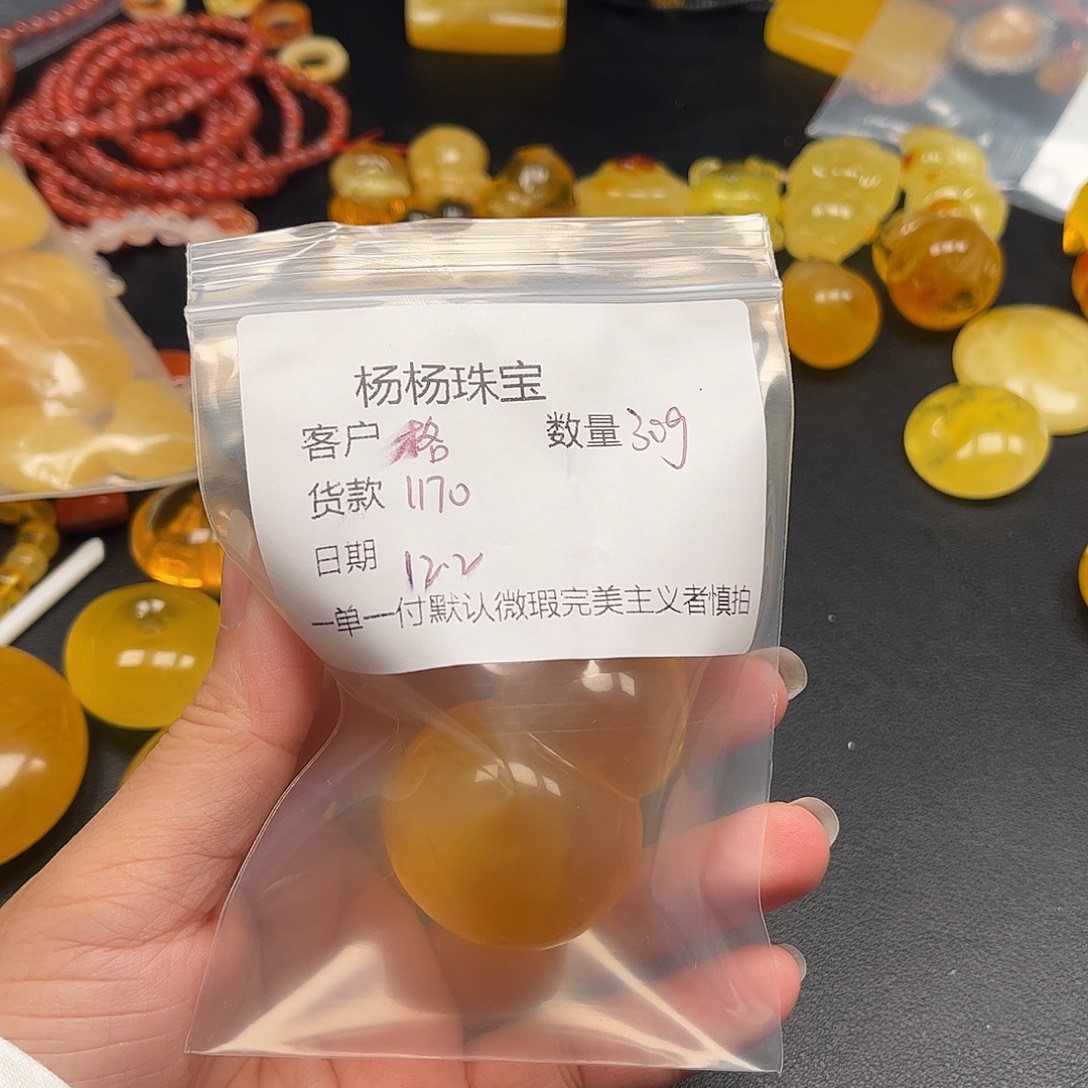 杨杨珠宝
客户 格 数量 30g
货款 1170
日期 12.2
一单一付默认微瑕完美主义者慎拍